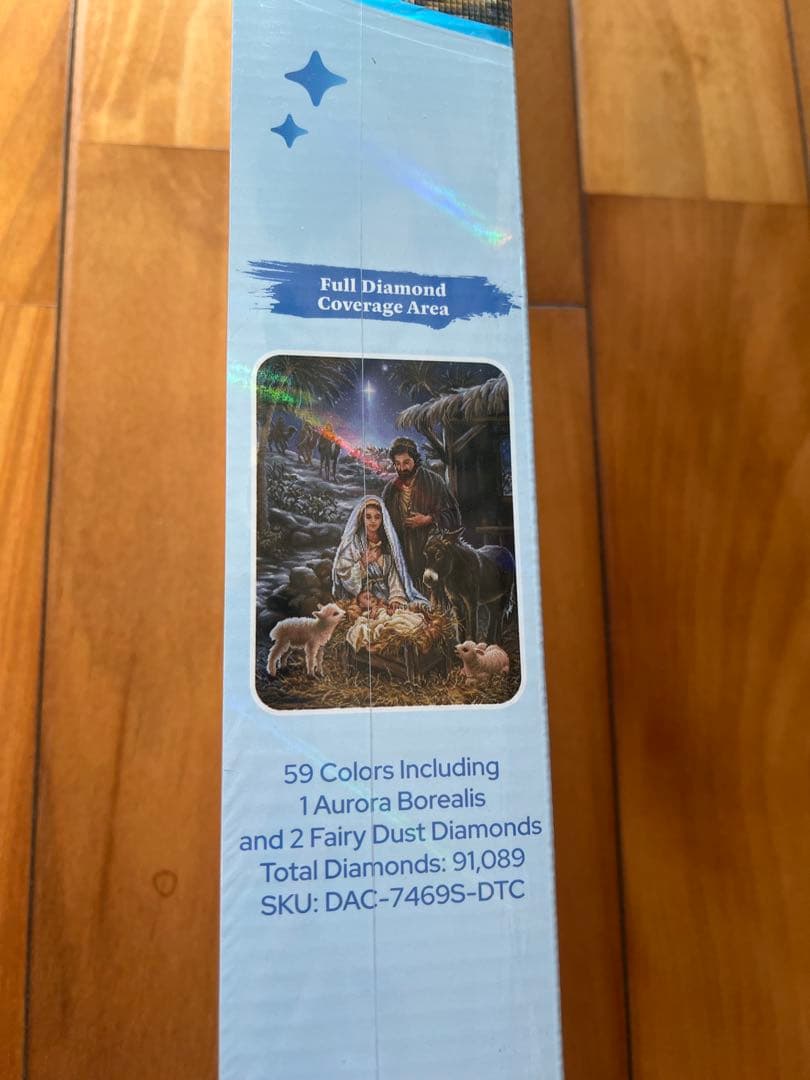 Full Diamond
Coverage Area
59 Colors Including
1 Aurora Borealis
and 2 Fairy Dust Diamonds
Total Diamonds: 91,089
SKU: DAC-7469S-DTC